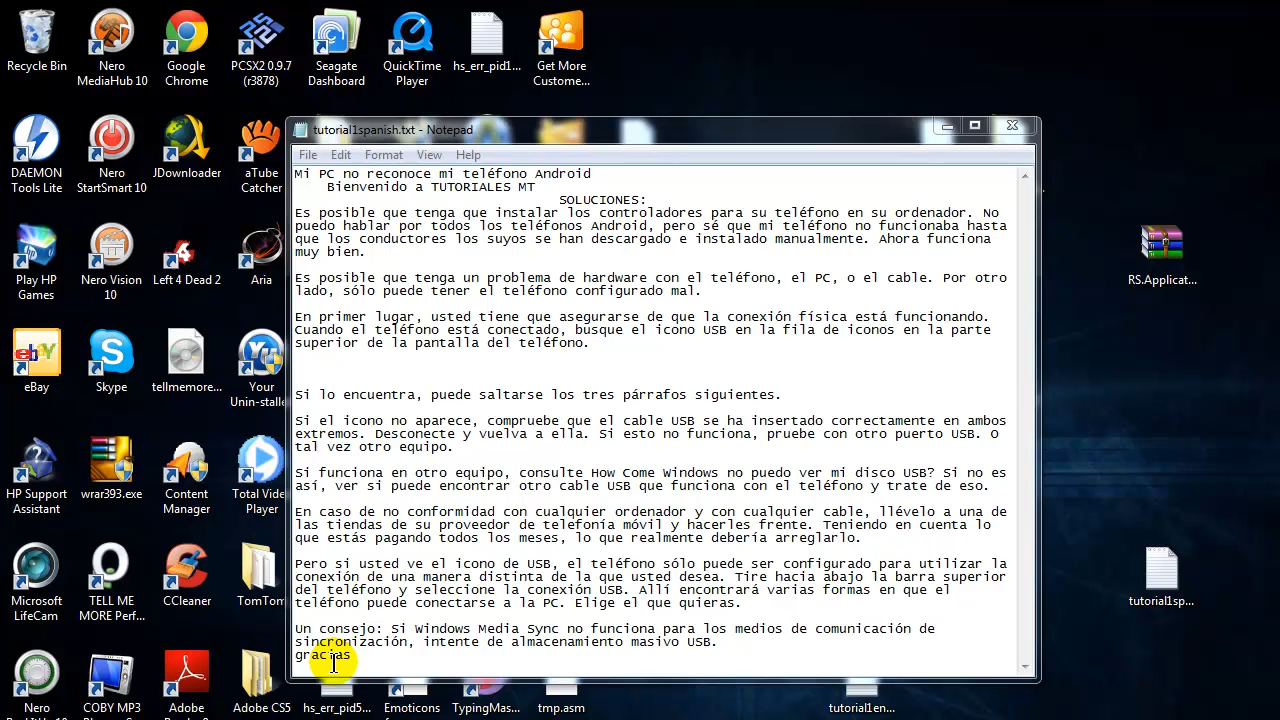 Recycle Bin
Nero MediaHub 10
Google Chrome
PCSX2 0.9.7 (r3878)
Seagate Dashboard
QuickTime Player
hs_err_pid1...
Get More Custome...
DAEMON Tools Lite
Nero StartSmart 10
JDownloader
aTube Catcher
Play HP Games
Nero Vision 10
Left 4 Dead 2
Aria
eBay
Skype
tellmemore...
Your Unin-stalle
HP Support Assistant
wrar393.exe
Content Manager
Total Video Player
Microsoft LifeCam
TELL ME MORE Perf...
CCleaner
TomTom
Nero
COBY MP3
Adobe
Adobe CS5
hs_err_pid5...
Emoticons
TypingMas...
tmp.asm
tutorial1en...
RS.Applicat...
tutorial1sp...
tutorial1spanish.txt - Notepad
File Edit Format View Help
Mi PC no reconoce mi teléfono Android
Bienvenido a TUTORIALES MT
SOLUCIONES:
Es posible que tenga que instalar los controladores para su teléfono en su ordenador. No
puedo hablar por todos los teléfonos Android, pero sé que mi teléfono no funcionaba hasta
que los conductores los suyos se han descargado e instalado manualmente. Ahora funciona
muy bien.
Es posible que tenga un problema de hardware con el teléfono, el PC, o el cable. Por otro
lado, sólo puede tener el teléfono configurado mal.
En primer lugar, usted tiene que asegurarse de que la conexión física está funcionando.
Cuando el teléfono está conectado, busque el icono USB en la fila de iconos en la parte
superior de la pantalla del teléfono.
Si lo encuentra, puede saltarse los tres párrafos siguientes.
Si el icono no aparece, compruebe que el cable USB se ha insertado correctamente en ambos
extremos. Desconecte y vuelva a ella. Si esto no funciona, pruebe con otro puerto USB. O
tal vez otro equipo.
Si funciona en otro equipo, consulte How Come Windows no puedo ver mi disco USB? Si no es
así, ver si puede encontrar otro cable USB que funciona con el teléfono y trate de eso.
En caso de no conformidad con cualquier ordenador y con cualquier cable, llévelo a una de
las tiendas de su proveedor de telefonía móvil y hacerles frente. Teniendo en cuenta lo
que estás pagando todos los meses, lo que realmente debería arreglarlo.
Pero si usted ve el icono de USB, el teléfono sólo puede ser configurado para utilizar la
conexión de una manera distinta de la que usted desea. Tire hacia abajo la barra superior
del teléfono y seleccione la conexión USB. Allí encontrará varias formas en que el
teléfono puede conectarse a la PC. Elige el que quieras.
Un consejo: Si Windows Media Sync no funciona para los medios de comunicación de
sincronización, intente de almacenamiento masivo USB.
gracias